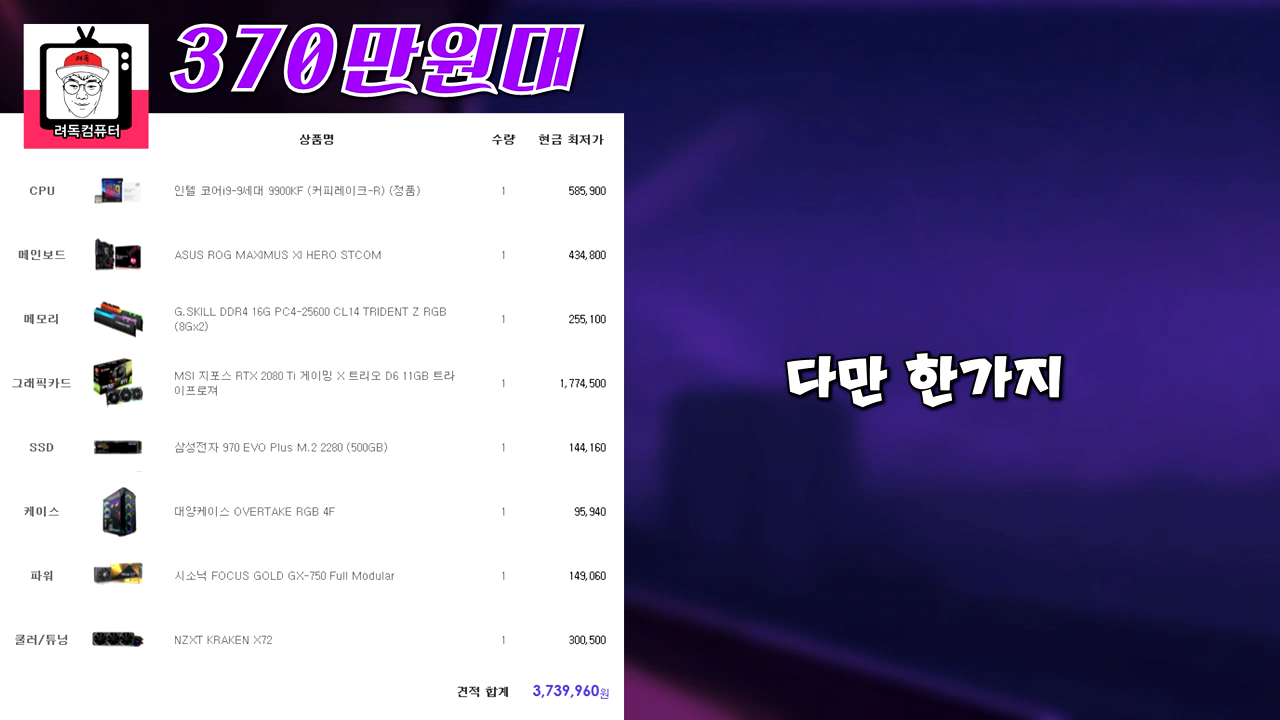 370만원대
려독
려독컴퓨터
상품명 수량 현금 최저가
CPU 인텔 코어i9-9세대 9900KF (커피레이크-R) (정품) 1 585,900
메인보드 ASUS ROG MAXIMUS XI HERO STCOM 1 434,800
메모리 G.SKILL DDR4 16G PC4-25600 CL14 TRIDENT Z RGB
(8Gx2) 1 255,100
그래픽카드 MSI 지포스 RTX 2080 Ti 게이밍 X 트리오 D6 11GB 트라
이프로져 1 1,774,500
SSD 삼성전자 970 EVO Plus M.2 2280 (500GB) 1 144,160
케이스 대양케이스 OVERTAKE RGB 4F 1 95,940
파워 시소닉 FOCUS GOLD GX-750 Full Modular 1 149,060
쿨러/튜닝 NZXT KRAKEN X72 1 300,500
견적 합계 3,739,960원
다만 한가지